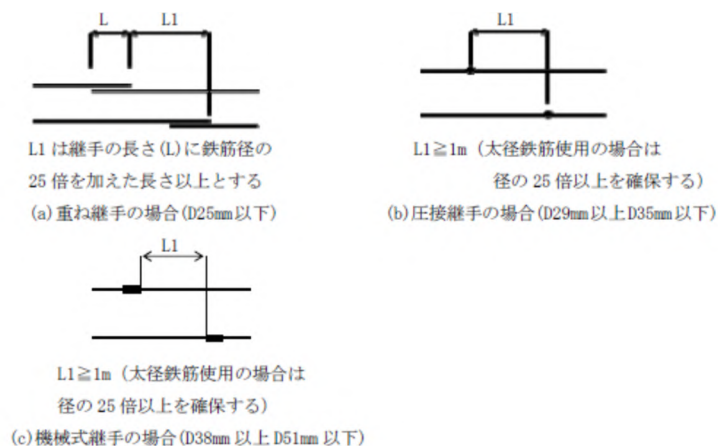 L L1
L1は継手の長さ(L)に鉄筋径の
25倍を加えた長さ以上とする
(a)重ね継手の場合(D25mm以下)
L1
L1≧1m（太径鉄筋使用の場合は
径の25倍以上を確保する）
(b)圧接継手の場合(D29mm以上D35mm以下)
L1
L1≧1m（太径鉄筋使用の場合は
径の25倍以上を確保する）
(c)機械式継手の場合(D38mm以上D51mm以下)